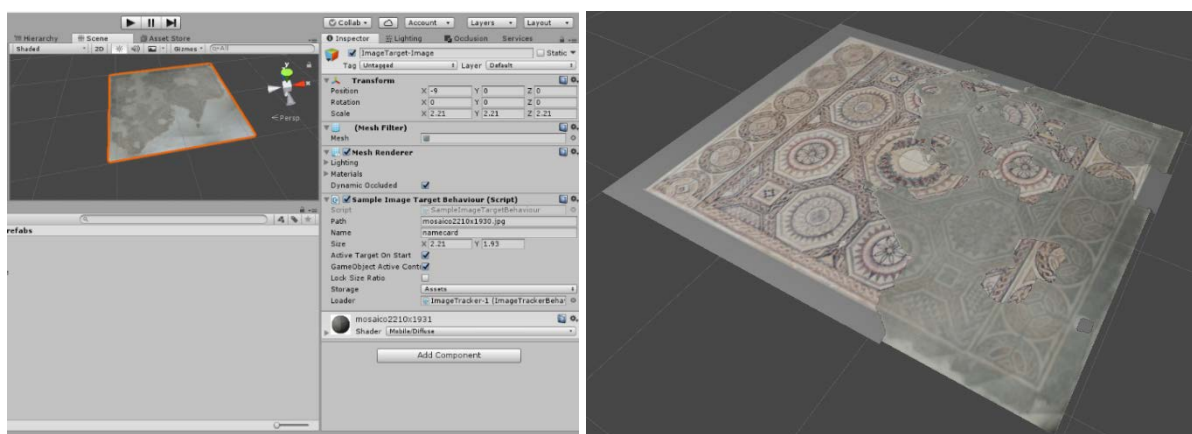 Collab
Account
Layers
Layout
Hierarchy
Scene
Asset Store
Shaded
2D
Gizmos
All
Persp
refabs
Inspector
Lighting
Occlusion
Services
ImageTarget-Image
Static
Tag Untagged Layer Default
Transform
Position X -9 Y 0 Z 0
Rotation X 0 Y 0 Z 0
Scale X 2.21 Y 2.21 Z 2.21
(Mesh Filter)
Mesh
Mesh Renderer
Lighting
Materials
Dynamic Occluded
Sample Image Target Behaviour (Script)
Script SampleImageTargetBehaviour
Path mosaico2210x1930.jpg
Name namecard
Size X 2.21 Y 1.93
Active Target On Start
GameObject Active Cont
Lock Size Ratio
Storage Assets
Loader ImageTracker-1 (ImageTrackerBehav
mosaico2210x1931
Shader Mobile/Diffuse
Add Component